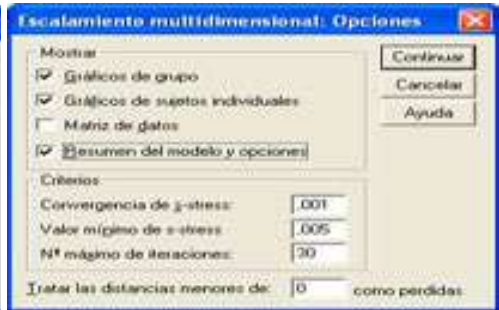 Escalamiento multidimensional: Opciones
Mostrar
Gráficos de grupo
Gráficos de sujetos individuales
Matriz de datos
Resumen del modelo y opciones
Continuar
Cancelar
Ayuda
Criterios
Convergencia de s-stress: .001
Valor mínimo de s-stress .005
Nº máximo de iteraciones: 30
Tratar las distancias menores de: 0 como perdidas